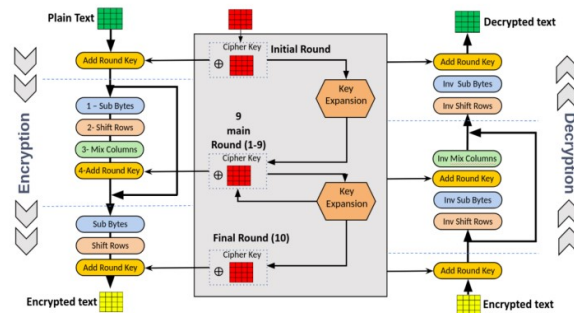 Plain Text
Add Round Key
Encryption
1 – Sub Bytes
2- Shift Rows
3- Mix Columns
4-Add Round Key
Sub Bytes
Shift Rows
Add Round Key
Encrypted text
Cipher Key
Initial Round
⊕
Key
Expansion
9
main
Round (1-9)
Cipher Key
⊕
Key
Expansion
Final Round (10)
Cipher Key
⊕
Decrypted text
Add Round Key
Inv Sub Bytes
Inv Shift Rows
Inv Mix Columns
Add Round Key
Inv Sub Bytes
Inv Shift Rows
Add Round Key
Encrypted text
Decryption